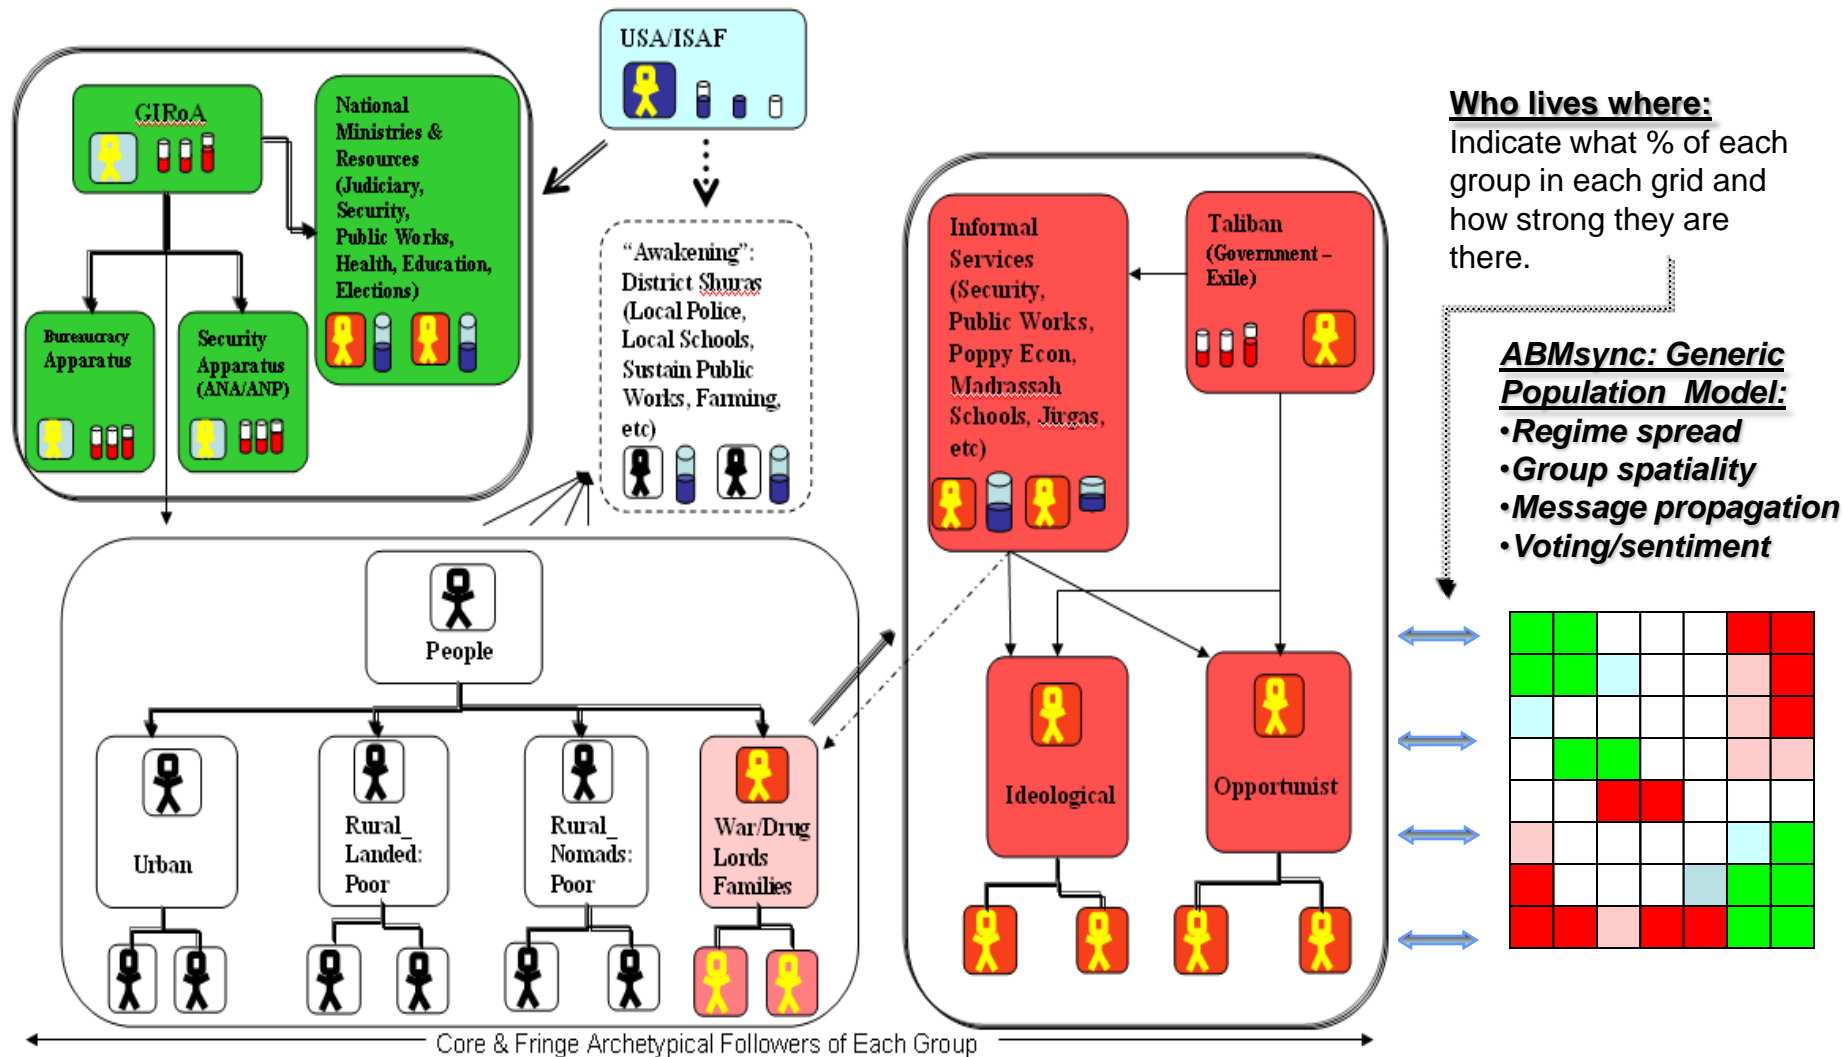 USA/ISAF
GIRoA
National
Ministries &
Resources
(Judiciary,
Security,
Public Works,
Health, Education,
Elections)
Bureaucracy
Apparatus
Security
Apparatus
(ANA/ANP)
“Awakening”:
District Shuras
(Local Police,
Local Schools,
Sustain Public
Works, Farming,
etc)
Informal
Services
(Security,
Public Works,
Poppy Econ,
Madrassah
Schools, Jirgas,
etc)
Taliban
(Government –
Exile)
Who lives where:
Indicate what % of each
group in each grid and
how strong they are
there.
ABMsync: Generic
Population Model:
•Regime spread
•Group spatiality
•Message propagation
•Voting/sentiment
People
Urban
Rural_
Landed:
Poor
Rural_
Nomads:
Poor
War/Drug
Lords
Families
Ideological
Opportunist
Core & Fringe Archetypical Followers of Each Group